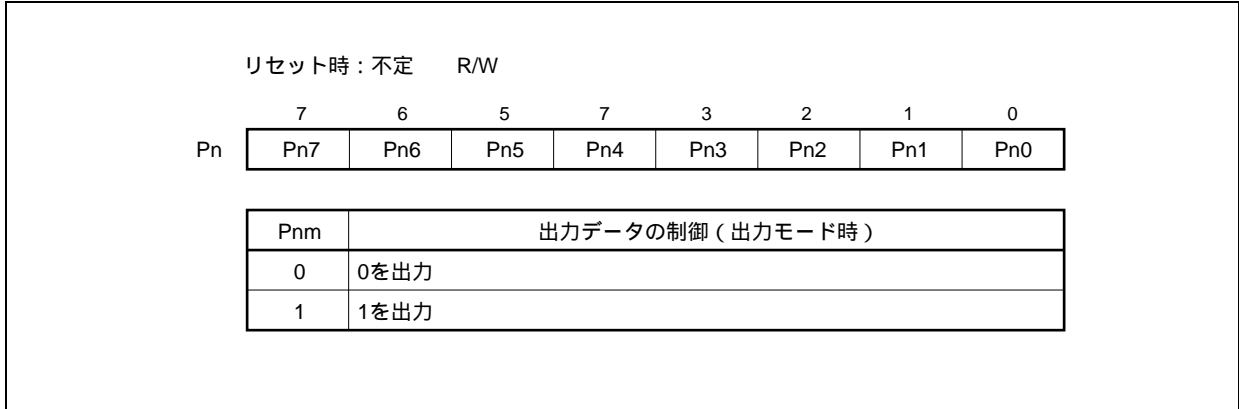 リセット時：不定 R/W
7 6 5 7 3 2 1 0
Pn Pn7 Pn6 Pn5 Pn4 Pn3 Pn2 Pn1 Pn0
Pnm 出力データの制御（出力モード時）
0 0を出力
1 1を出力